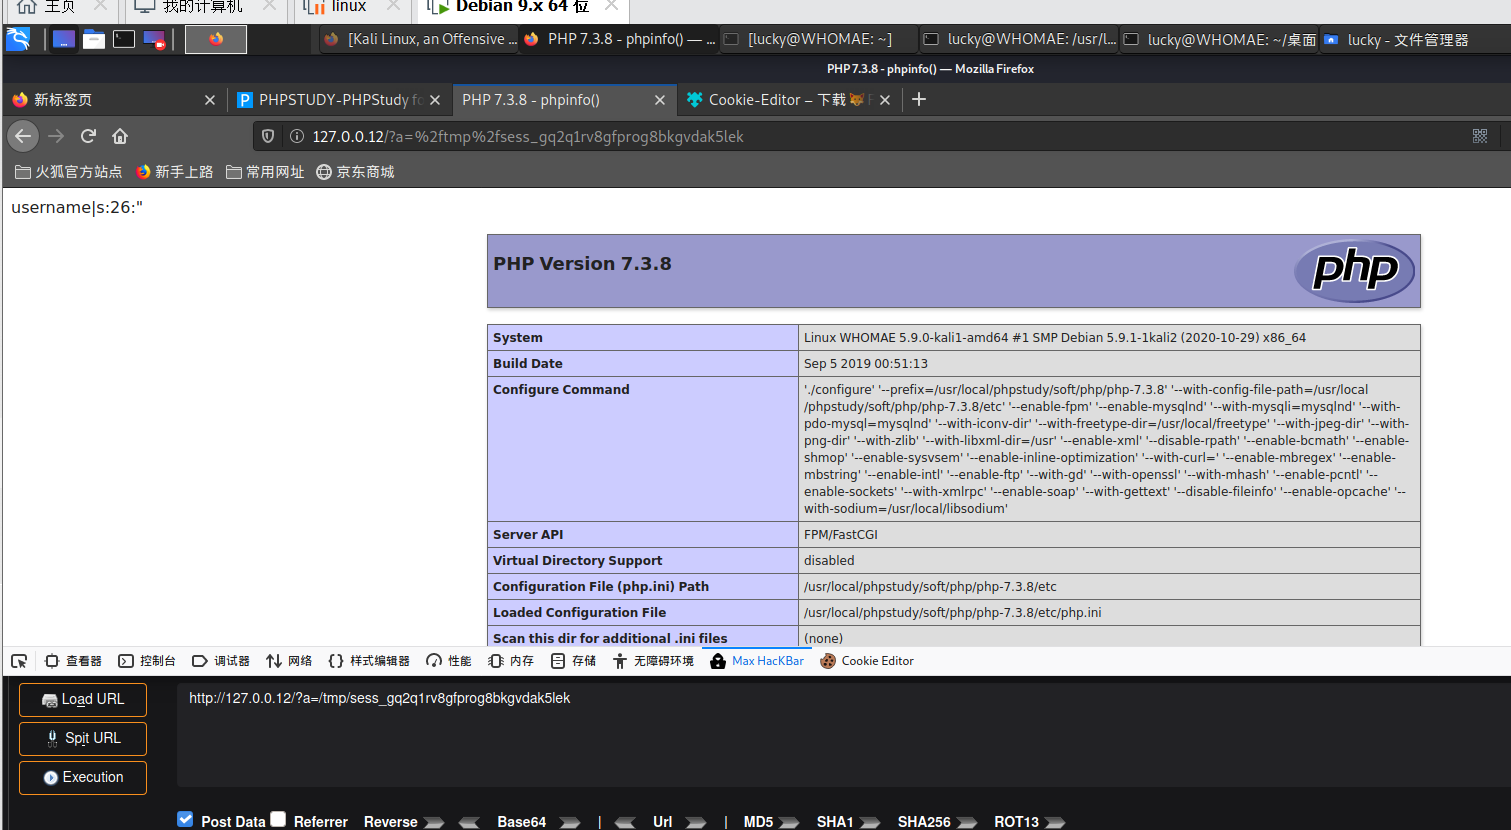 主页
我的计算机
linux
Debian 9.x 64 位
[Kali Linux, an Offensive ...
PHP 7.3.8 - phpinfo() — ...
[lucky@WHOMAE: ~]
lucky@WHOMAE: /usr/l...
lucky@WHOMAE: ~/桌面
lucky - 文件管理器
PHP 7.3.8 - phpinfo() — Mozilla Firefox
新标签页
PHPSTUDY-PHPStudy fo
PHP 7.3.8 - phpinfo()
Cookie-Editor – 下载🦊 F
127.0.0.12/?a=%2ftmp%2fsess_gq2q1rv8gfprog8bkgvdak5lek
火狐官方站点
新手上路
常用网址
京东商城
username|s:26:"
PHP Version 7.3.8
php
System
Linux WHOMAE 5.9.0-kali1-amd64 #1 SMP Debian 5.9.1-1kali2 (2020-10-29) x86_64
Build Date
Sep 5 2019 00:51:13
Configure Command
'./configure' '--prefix=/usr/local/phpstudy/soft/php/php-7.3.8' '--with-config-file-path=/usr/local
/phpstudy/soft/php/php-7.3.8/etc' '--enable-fpm' '--enable-mysqlnd' '--with-mysqli=mysqlnd' '--with-
pdo-mysql=mysqlnd' '--with-iconv-dir' '--with-freetype-dir=/usr/local/freetype' '--with-jpeg-dir' '--with-
png-dir' '--with-zlib' '--with-libxml-dir=/usr' '--enable-xml' '--disable-rpath' '--enable-bcmath' '--enable-
shmop' '--enable-sysvsem' '--enable-inline-optimization' '--with-curl=' '--enable-mbregex' '--enable-
mbstring' '--enable-intl' '--enable-ftp' '--with-gd' '--with-openssl' '--with-mhash' '--enable-pcntl' '--
enable-sockets' '--with-xmlrpc' '--enable-soap' '--with-gettext' '--disable-fileinfo' '--enable-opcache' '--
with-sodium=/usr/local/libsodium'
Server API
FPM/FastCGI
Virtual Directory Support
disabled
Configuration File (php.ini) Path
/usr/local/phpstudy/soft/php/php-7.3.8/etc
Loaded Configuration File
/usr/local/phpstudy/soft/php/php-7.3.8/etc/php.ini
Scan this dir for additional .ini files
(none)
查看器
控制台
调试器
网络
样式编辑器
性能
内存
存储
无障碍环境
Max HacKBar
Cookie Editor
Load URL
http://127.0.0.12/?a=/tmp/sess_gq2q1rv8gfprog8bkgvdak5lek
Spit URL
Execution
Post Data
Referrer
Reverse
Base64
|
Url
|
MD5
SHA1
SHA256
ROT13